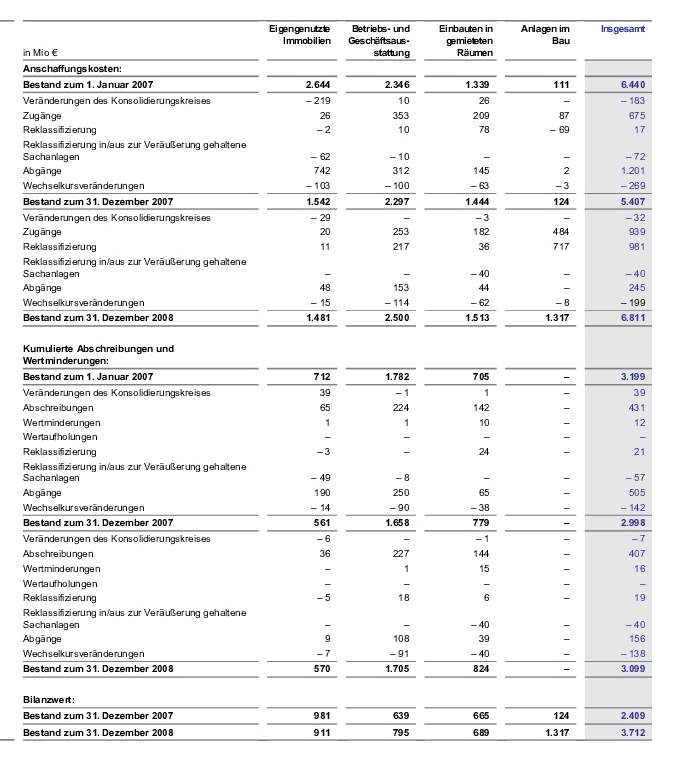 in Mio € Eigengenutzte Immobilien Betriebs- und Geschäftsaus- stattung Einbauten in gemieteten Räumen Anlagen im Bau Insgesamt
Anschaffungskosten:
Bestand zum 1. Januar 2007 2.644 2.346 1.339 111 6.440
Veränderungen des Konsolidierungskreises – 219 10 26 – – 183
Zugänge 26 353 209 87 675
Reklassifizierung – 2 10 78 – 69 17
Reklassifizierung in/aus zur Veräußerung gehaltene
Sachanlagen – 62 – 10 – – – 72
Abgänge 742 312 145 2 1.201
Wechselkursveränderungen – 103 – 100 – 63 – 3 – 269
Bestand zum 31. Dezember 2007 1.542 2.297 1.444 124 5.407
Veränderungen des Konsolidierungskreises – 29 – – 3 – – 32
Zugänge 20 253 182 484 939
Reklassifizierung 11 217 36 717 981
Reklassifizierung in/aus zur Veräußerung gehaltene
Sachanlagen – – – 40 – – 40
Abgänge 48 153 44 – 245
Wechselkursveränderungen – 15 – 114 – 62 – 8 – 199
Bestand zum 31. Dezember 2008 1.481 2.500 1.513 1.317 6.811
Kumulierte Abschreibungen und
Wertminderungen:
Bestand zum 1. Januar 2007 712 1.782 705 – 3.199
Veränderungen des Konsolidierungskreises 39 – 1 1 – 39
Abschreibungen 65 224 142 – 431
Wertminderungen 1 1 10 – 12
Wertaufholungen – – – – –
Reklassifizierung – 3 – 24 – 21
Reklassifizierung in/aus zur Veräußerung gehaltene
Sachanlagen – 49 – 8 – – – 57
Abgänge 190 250 65 – 505
Wechselkursveränderungen – 14 – 90 – 38 – – 142
Bestand zum 31. Dezember 2007 561 1.658 779 – 2.998
Veränderungen des Konsolidierungskreises – 6 – – 1 – – 7
Abschreibungen 36 227 144 – 407
Wertminderungen – 1 15 – 16
Wertaufholungen – – – – –
Reklassifizierung – 5 18 6 – 19
Reklassifizierung in/aus zur Veräußerung gehaltene
Sachanlagen – – – 40 – – 40
Abgänge 9 108 39 – 156
Wechselkursveränderungen – 7 – 91 – 40 – – 138
Bestand zum 31. Dezember 2008 570 1.705 824 – 3.099
Bilanzwert:
Bestand zum 31. Dezember 2007 981 639 665 124 2.409
Bestand zum 31. Dezember 2008 911 795 689 1.317 3.712